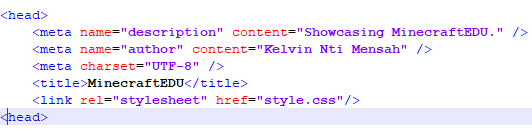 <head>
<meta name="description" content="Showcasing MinecraftEDU." />
<meta name="author" content="Kelvin Nti Mensah" />
<meta charset="UTF-8" />
<title>MinecraftEDU</title>
<link rel="stylesheet" href="style.css"/>
<head>